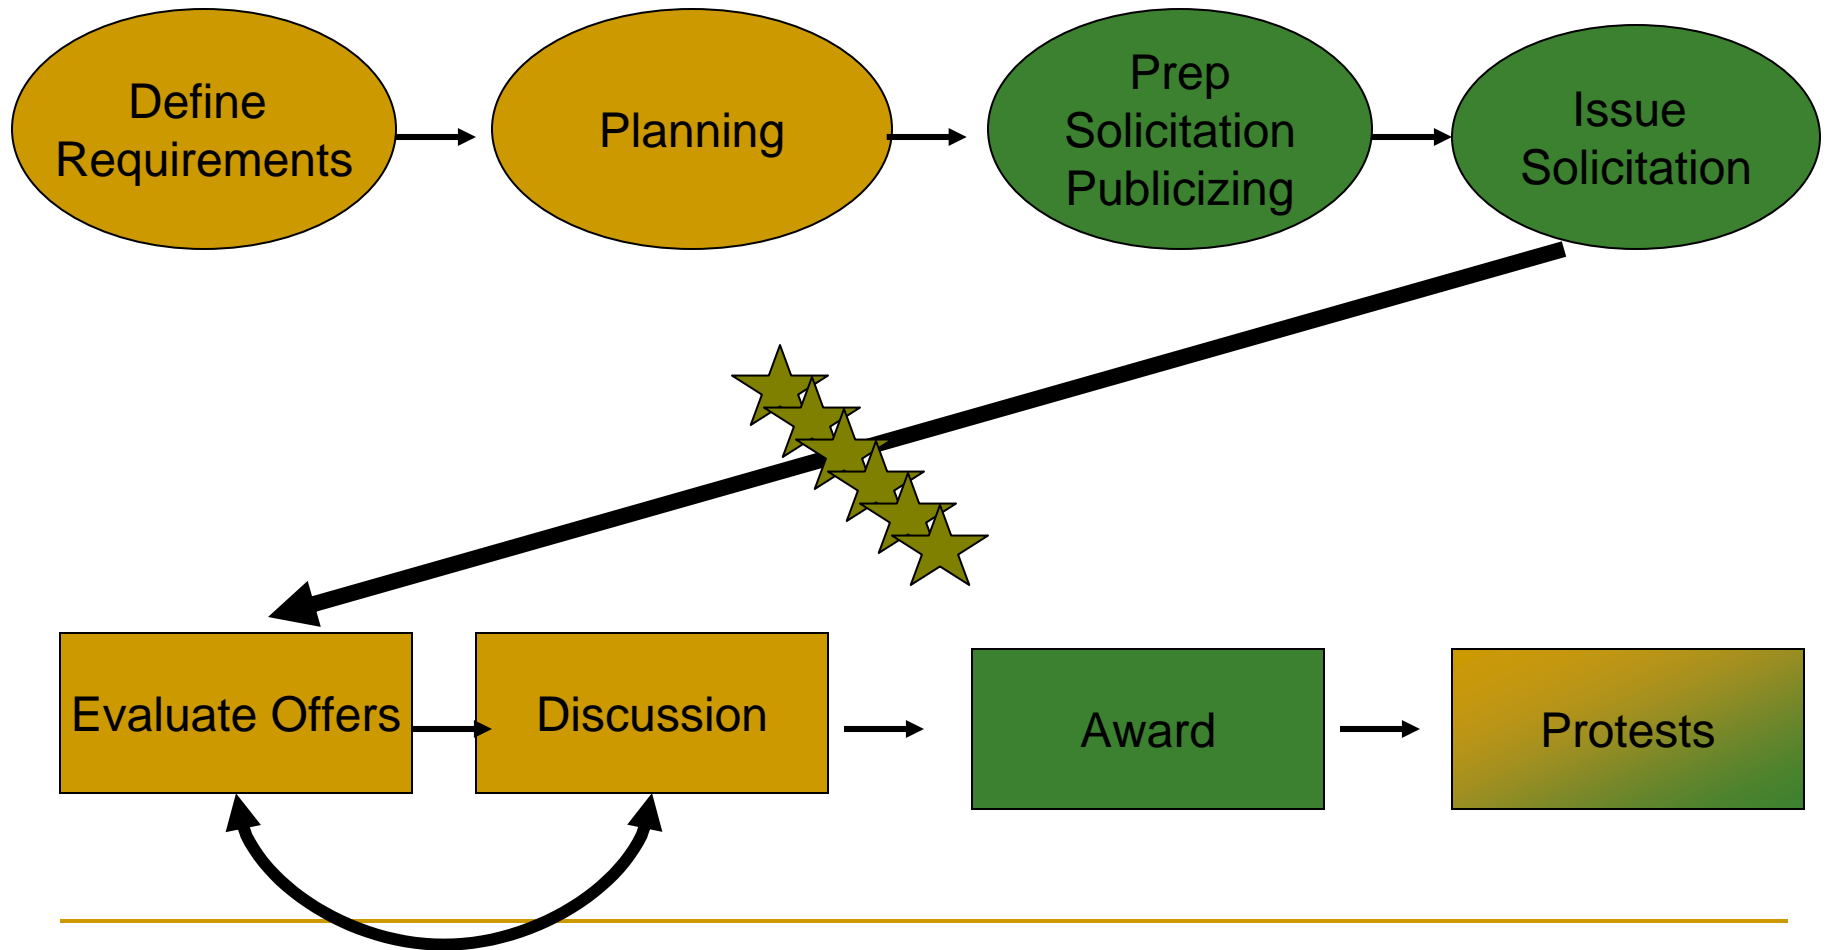 Define
Requirements
Planning
Prep
Solicitation
Publicizing
Issue
Solicitation
Evaluate Offers
Discussion
Award
Protests